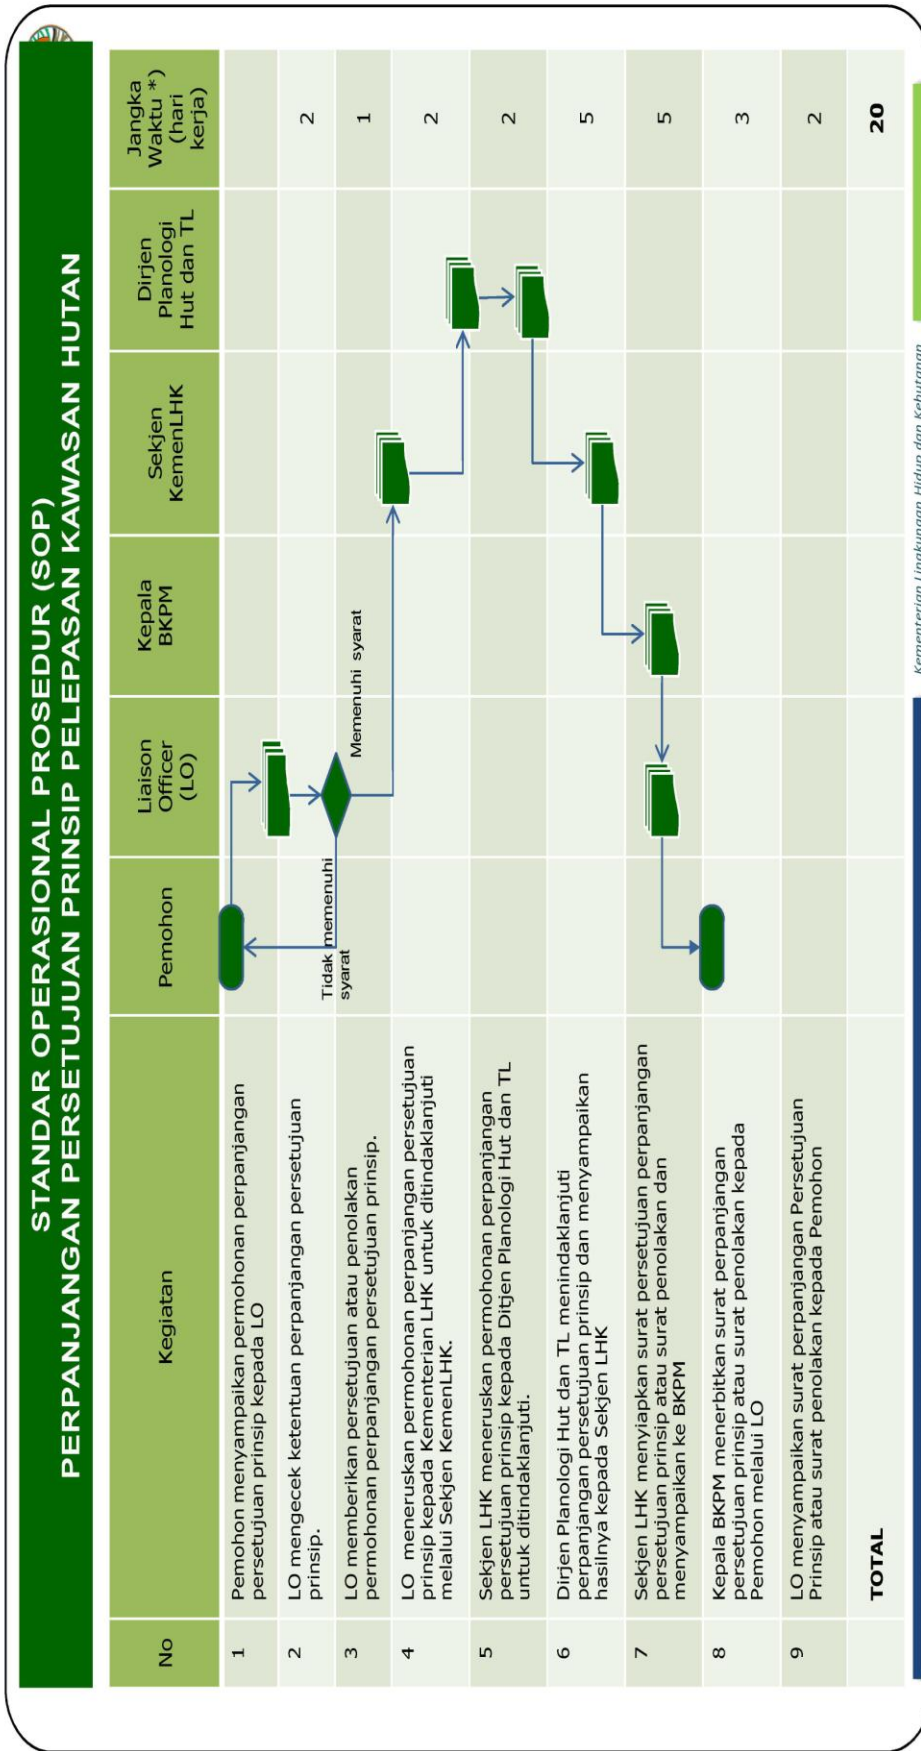 STANDAR OPERASIONAL PROSEDUR (SOP)
PERPANJANGAN PERSETUJUAN PRINSIP PELEPASAN KAWASAN HUTAN
No
Kegiatan
Pemohon
Liaison
Officer
(LO)
Kepala
BKPM
Sekjen
KemenLHK
Dirjen
Planologi
Hut dan TL
Jangka
Waktu *)
(hari
kerja)
1
Pemohon menyampaikan permohonan perpanjangan
persetujuan prinsip kepada LO
2
LO mengecek ketentuan perpanjangan persetujuan
prinsip.
2
3
LO memberikan persetujuan atau penolakan
permohonan perpanjangan persetujuan prinsip.
Tidak memenuhi
syarat
Memenuhi syarat
1
4
LO meneruskan permohonan perpanjangan persetujuan
prinsip kepada Kementerian LHK untuk ditindaklanjuti
melalui Sekjen KemenLHK.
2
5
Sekjen LHK meneruskan permohonan perpanjangan
persetujuan prinsip kepada Ditjen Planologi Hut dan TL
untuk ditindaklanjuti.
2
6
Dirjen Planologi Hut dan TL menindaklanjuti
perpanjangan persetujuan prinsip dan menyampaikan
hasilnya kepada Sekjen LHK
5
7
Sekjen LHK menyiapkan surat persetujuan perpanjangan
persetujuan prinsip atau surat penolakan dan
menyampaikan ke BKPM
5
8
Kepala BKPM menerbitkan surat perpanjangan
persetujuan prinsip atau surat penolakan kepada
Pemohon melalui LO
3
9
LO menyampaikan surat perpanjangan Persetujuan
Prinsip atau surat penolakan kepada Pemohon
2
TOTAL
20
Kementerian Lingkungan Hidup dan Kehutanan